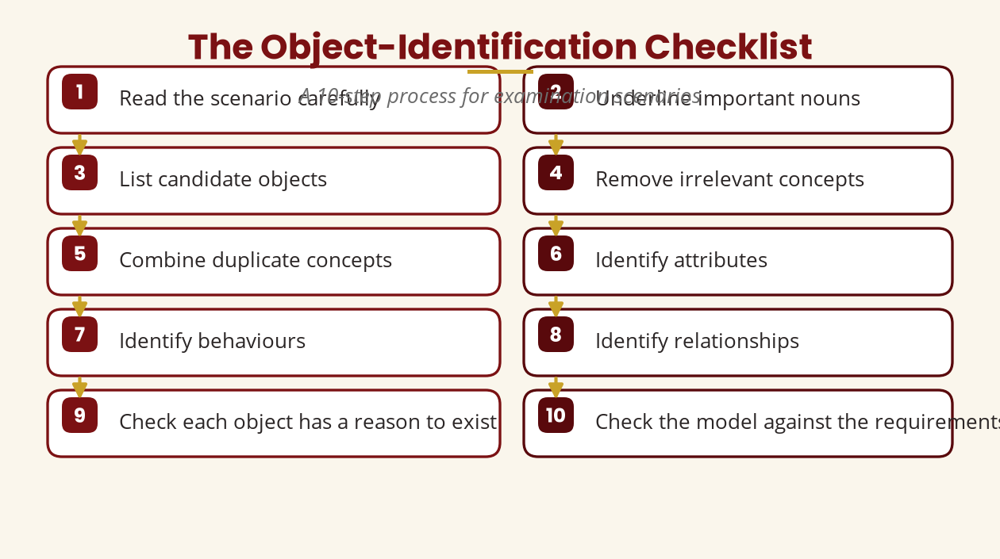 The Object-Identification Checklist
A 10-step process for examination scenarios
1 Read the scenario carefully
2 Underline important nouns
3 List candidate objects
4 Remove irrelevant concepts
5 Combine duplicate concepts
6 Identify attributes
7 Identify behaviours
8 Identify relationships
9 Check each object has a reason to exist
10 Check the model against the requirements